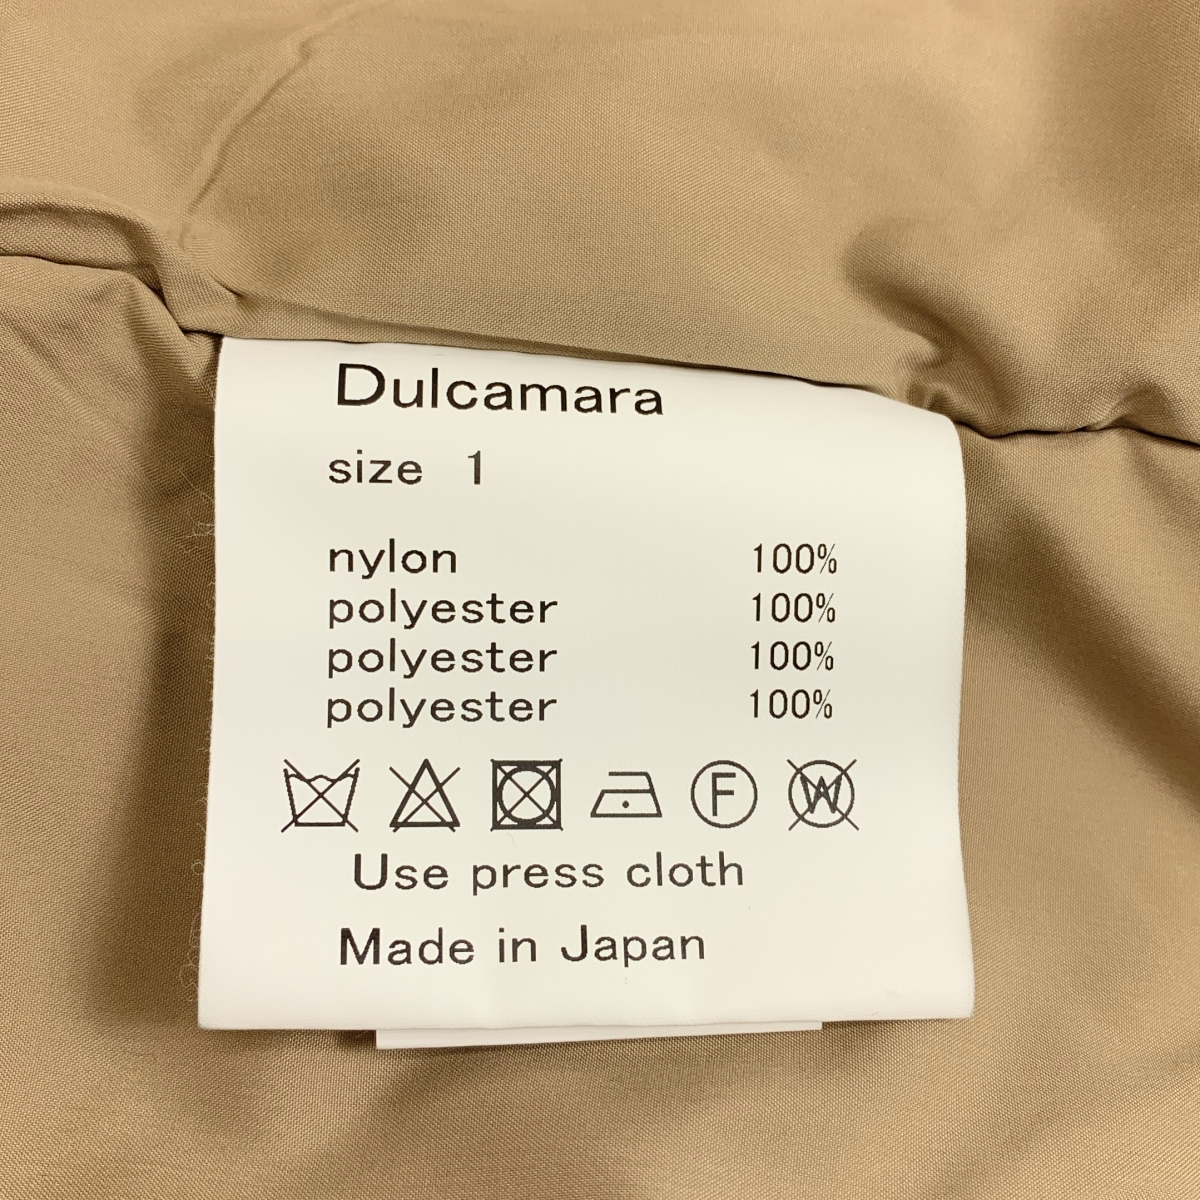 Dulcamara
size 1
nylon 100%
polyester 100%
polyester 100%
polyester 100%
F W
Use press cloth
Made in Japan